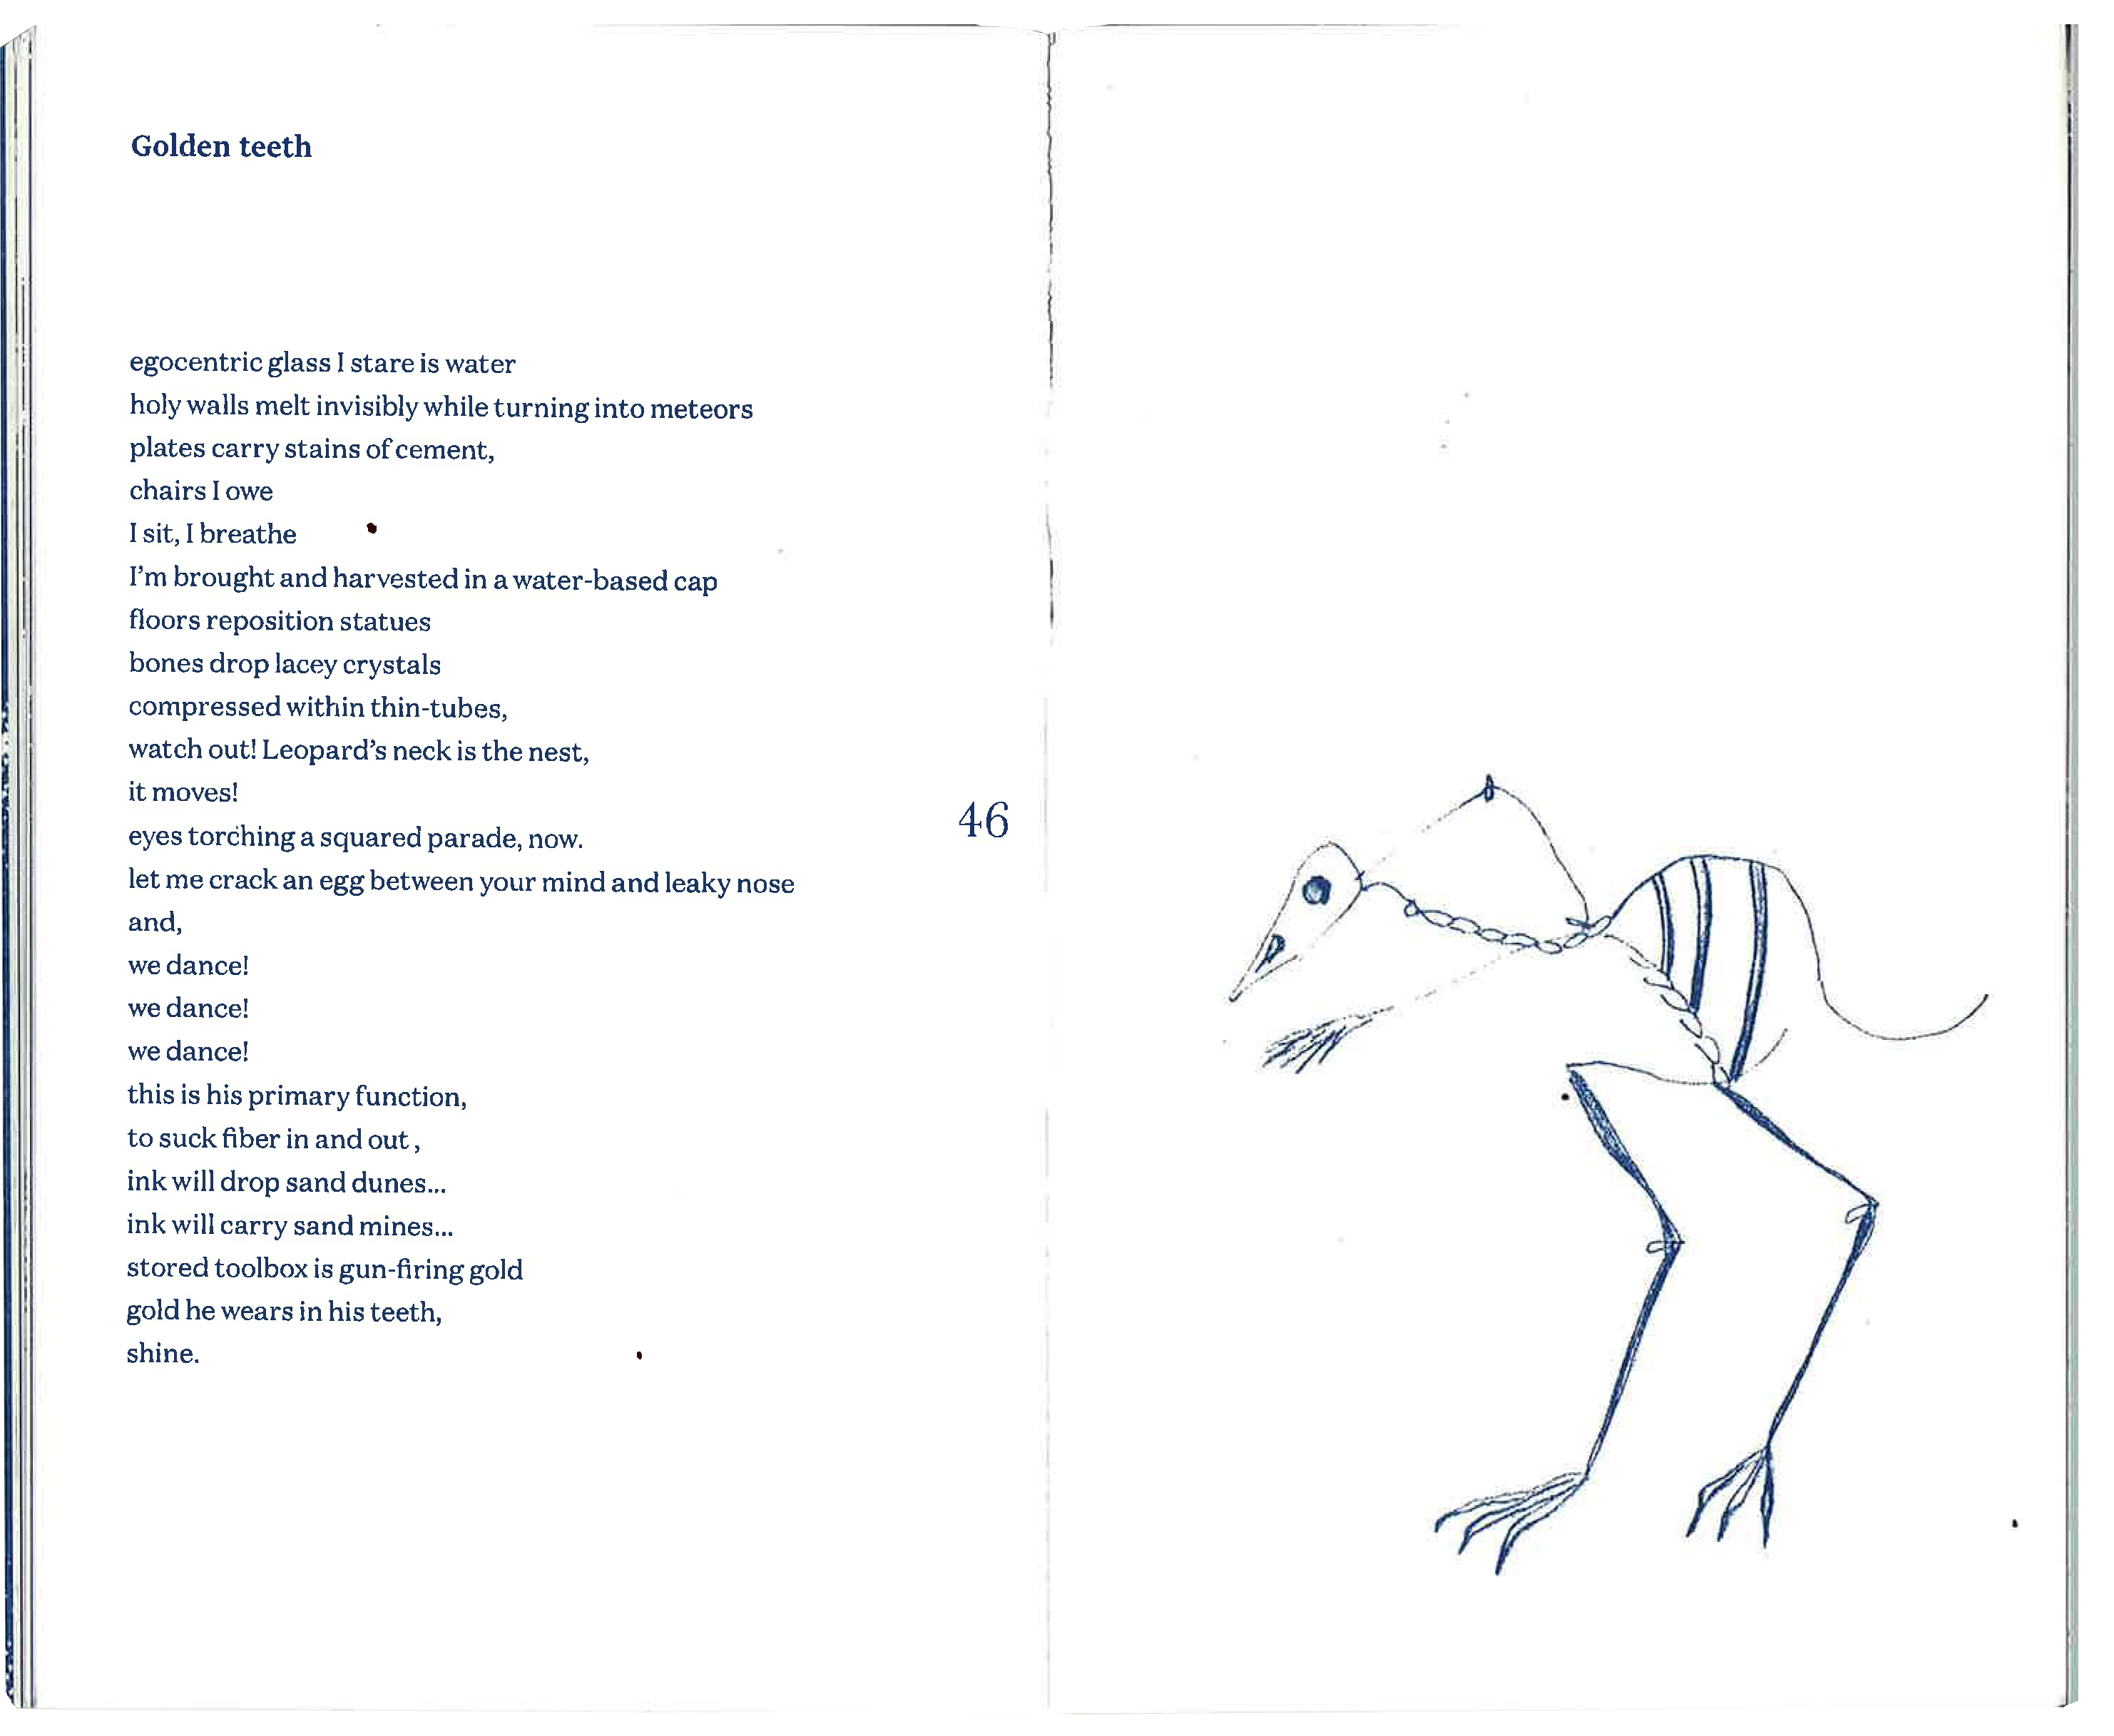 Golden teeth
egocentric glass I stare is water
holy walls melt invisibly while turning into meteors
plates carry stains of cement,
chairs I owe
I sit, I breathe
I'm brought and harvested in a water-based cap
floors reposition statues
bones drop lacey crystals
compressed within thin-tubes,
watch out! Leopard's neck is the nest,
it moves!
eyes torching a squared parade, now.
let me crack an egg between your mind and leaky nose
and,
we dance!
we dance!
we dance!
this is his primary function,
to suck fiber in and out ,
ink will drop sand dunes...
ink will carry sand mines...
stored toolbox is gun-firing gold
gold he wears in his teeth,
shine.
46